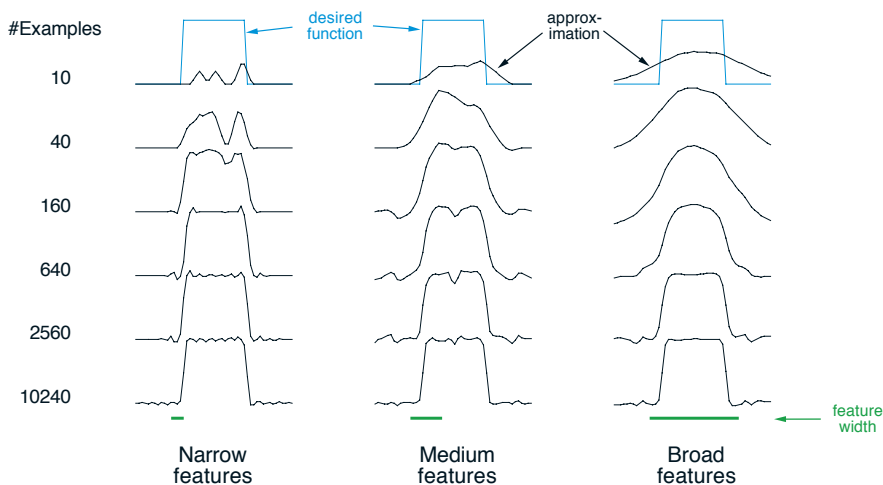 #Examples
desired
function
approx-
imation
10
40
160
640
2560
10240
feature
width
Narrow
features
Medium
features
Broad
features